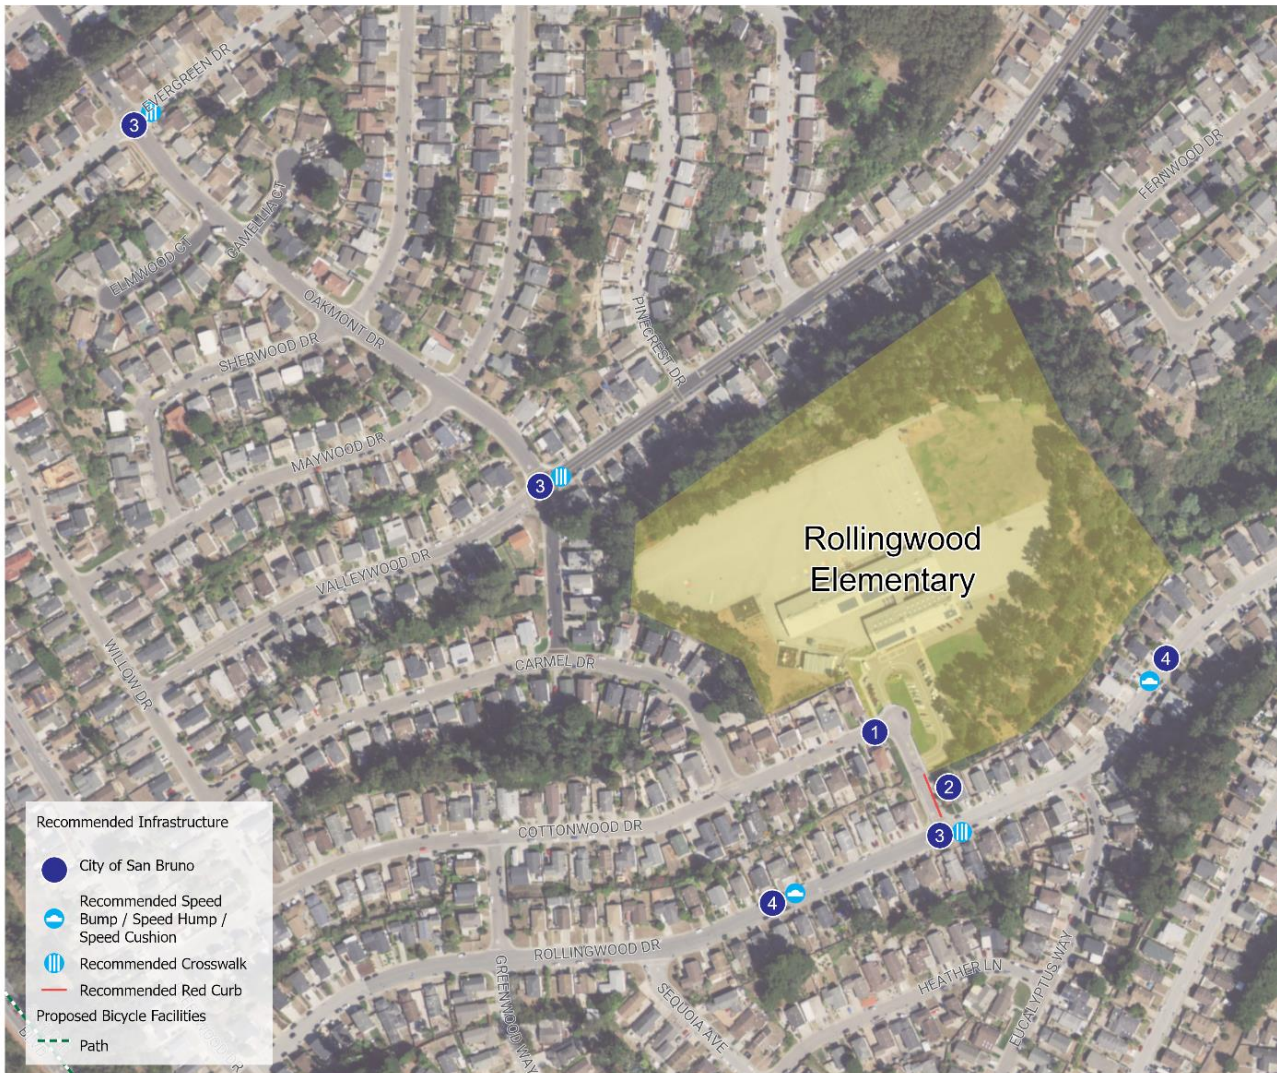 EVERGREEN DR
3
FERNWOOD DR
CAMELLIA CT
ELMWOOD CT
OAKMONT DR
PINECREST DR
SHERWOOD DR
MAYWOOD DR
3
Rollingwood
Elementary
VALLEYWOOD DR
WILLOW DR
CARMEL DR
4
1
2
COTTONWOOD DR
3
4
ROLLINGWOOD DR
GREENWOOD WAY
SEQUOIA AVE
HEATHER LN
EUCALYPTUS WAY
Recommended Infrastructure
City of San Bruno
Recommended Speed
Bump / Speed Hump /
Speed Cushion
Recommended Crosswalk
Recommended Red Curb
Proposed Bicycle Facilities
Path